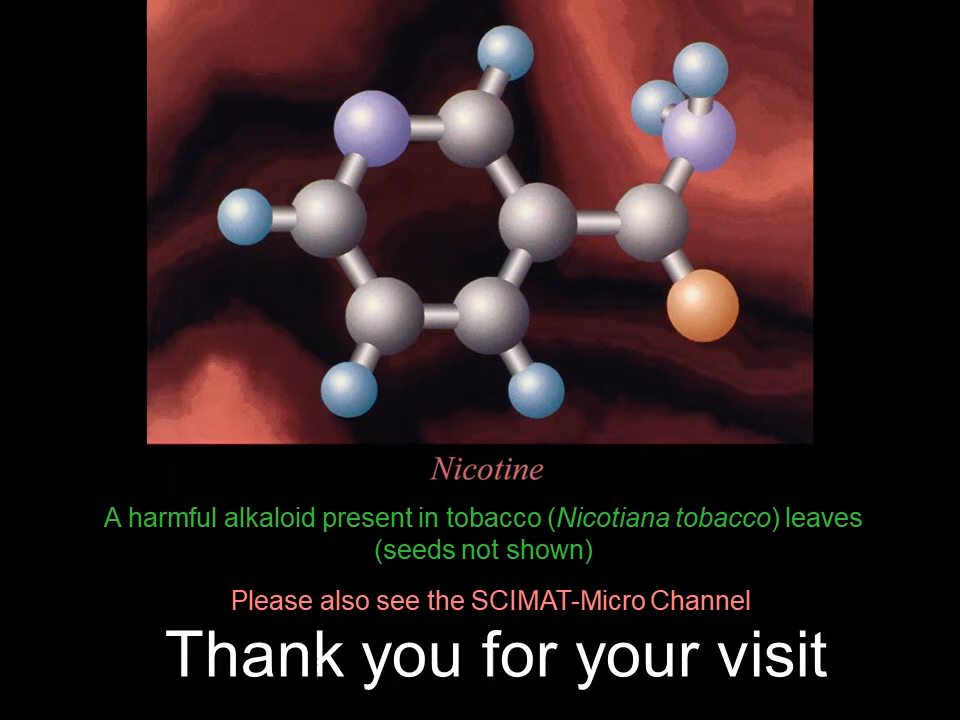 Nicotine
A harmful alkaloid present in tobacco (Nicotiana tobacco) leaves
(seeds not shown)
Please also see the SCIMAT-Micro Channel
Thank you for your visit